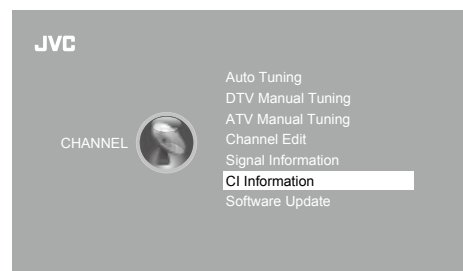 JVC
CHANNEL
Auto Tuning
DTV Manual Tuning
ATV Manual Tuning
Channel Edit
Signal Information
CI Information
Software Update